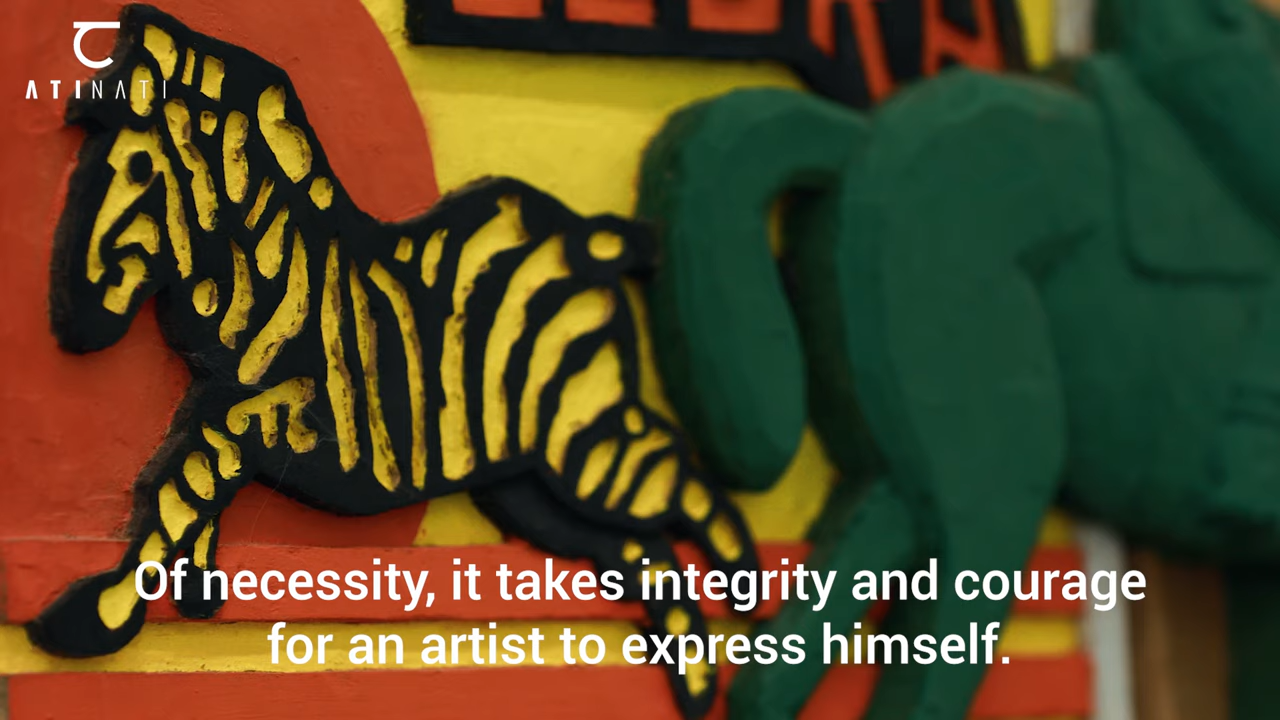 ATINATI
Of necessity, it takes integrity and courage
for an artist to express himself.